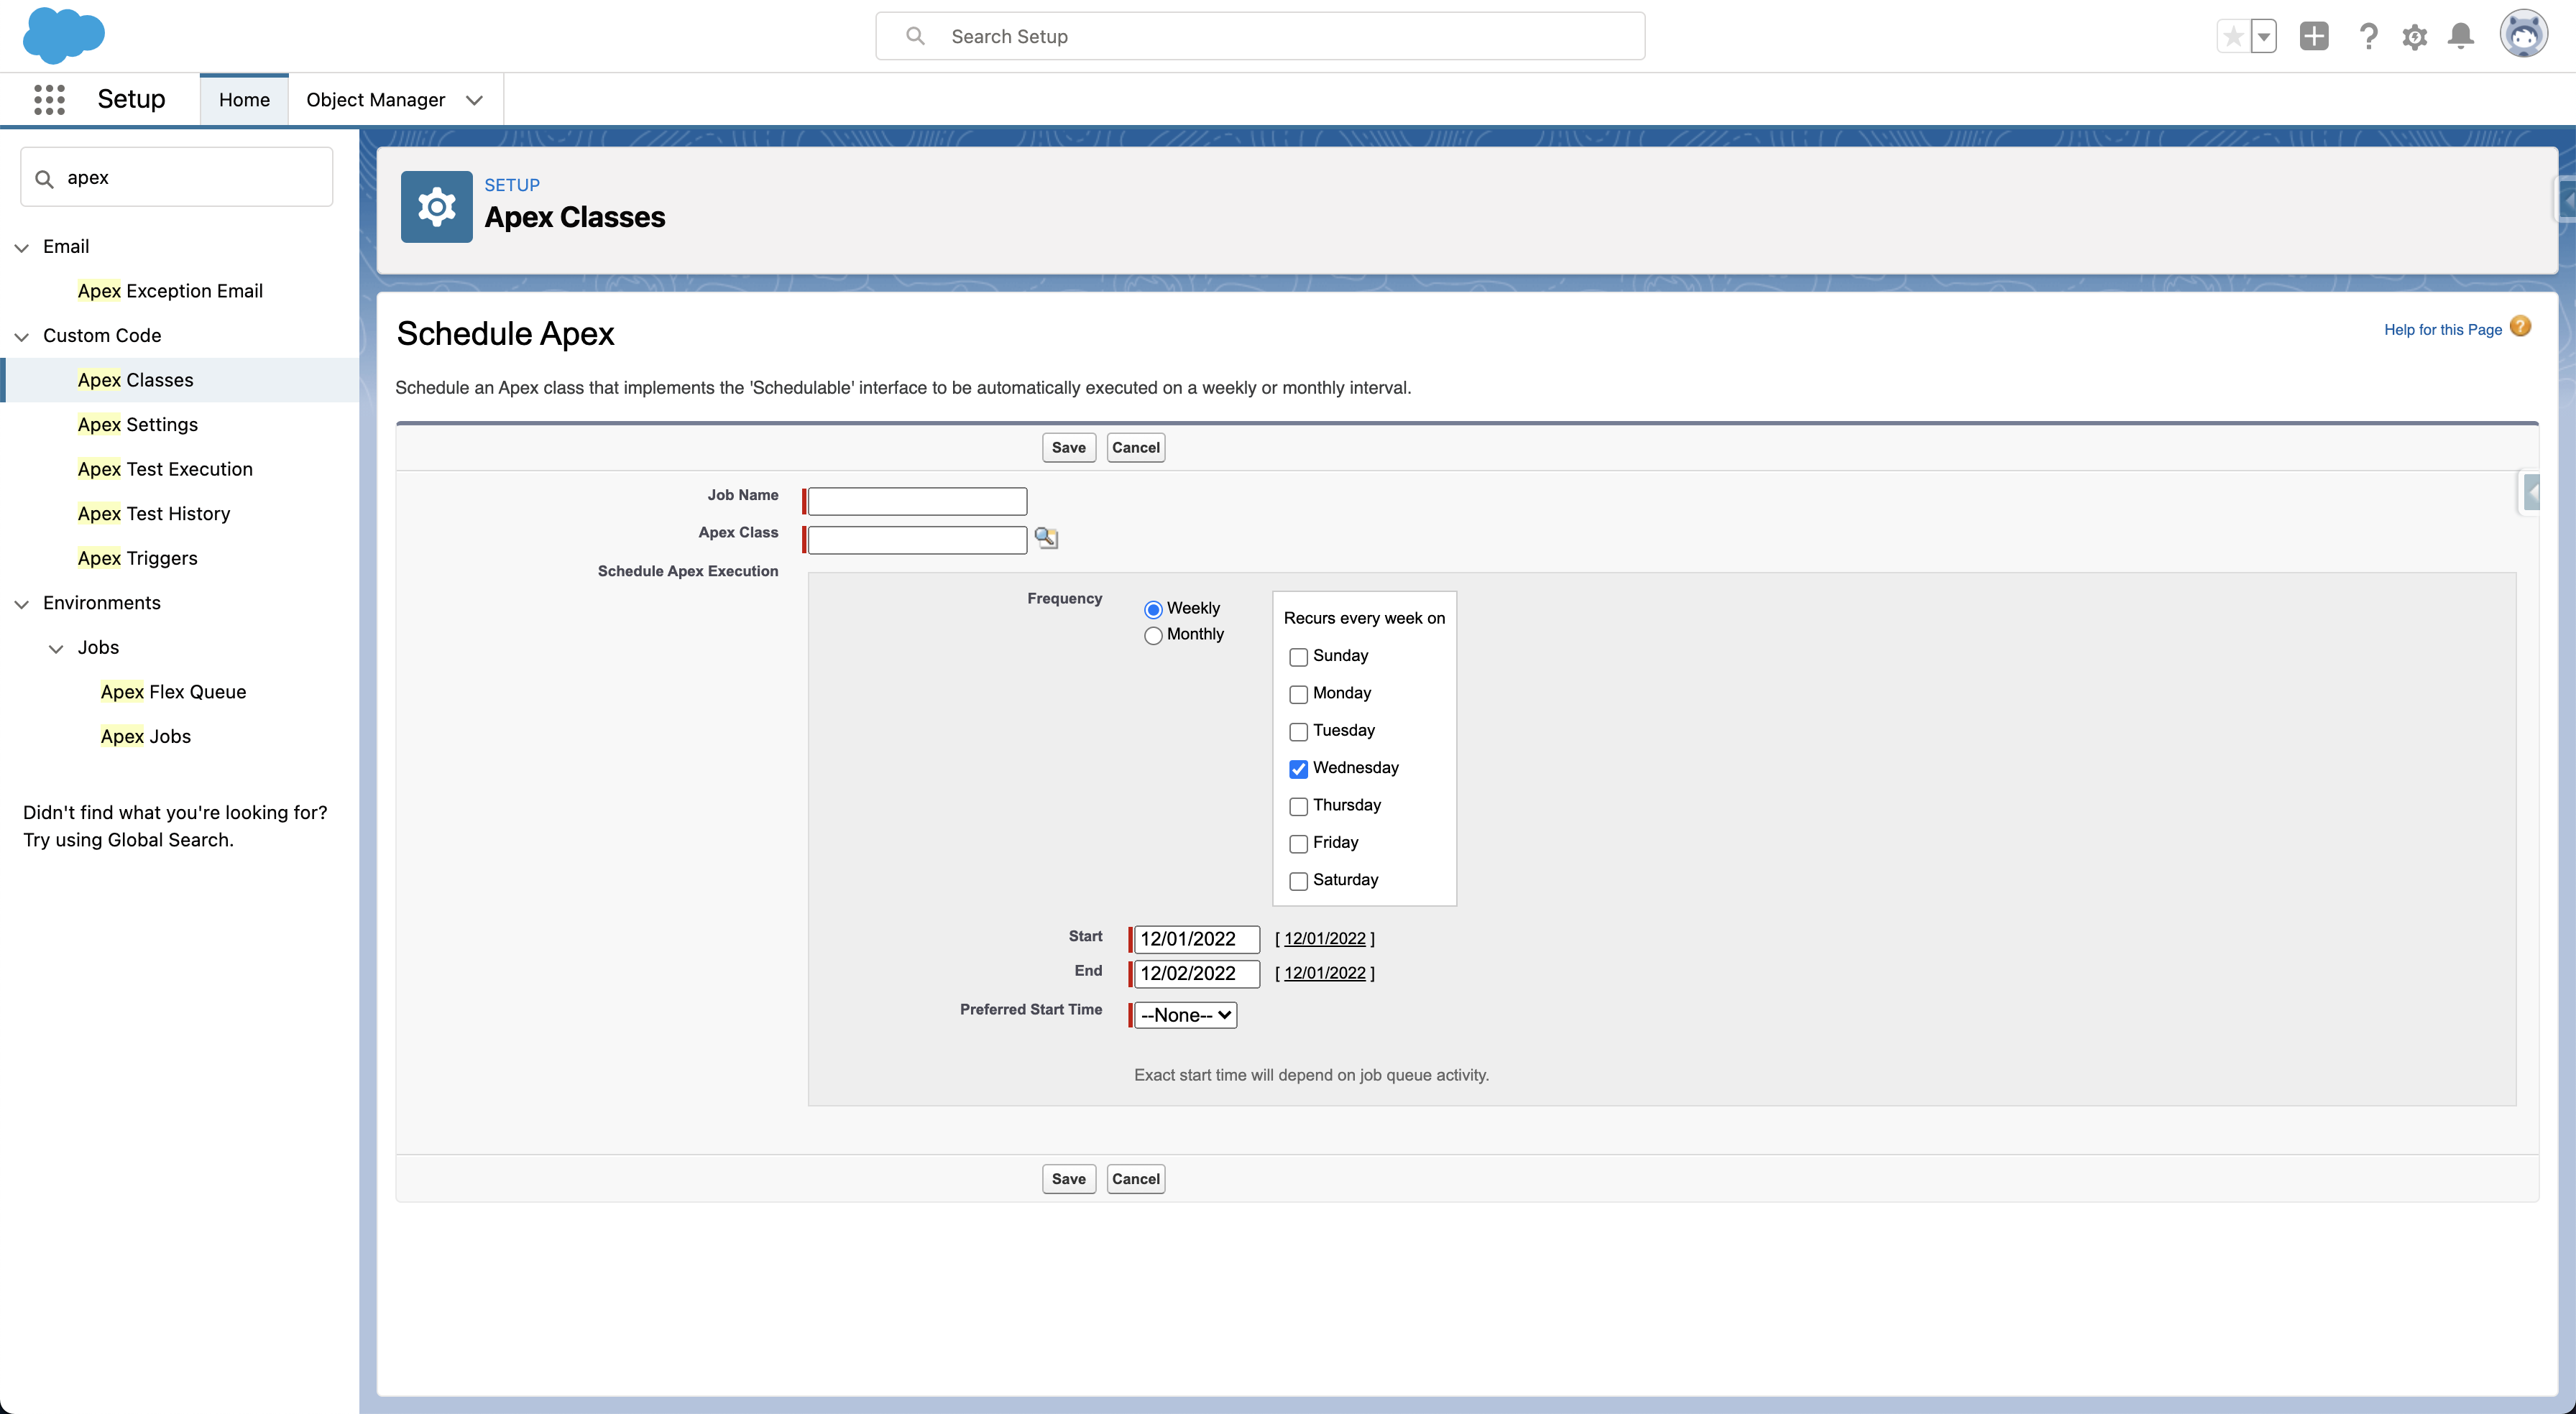 Search Setup
Setup
Home
Object Manager
apex
Email
Apex Exception Email
Custom Code
Apex Classes
Apex Settings
Apex Test Execution
Apex Test History
Apex Triggers
Environments
Jobs
Apex Flex Queue
Apex Jobs
Didn't find what you're looking for?
Try using Global Search.
SETUP
Apex Classes
Schedule Apex
Help for this Page ?
Schedule an Apex class that implements the 'Schedulable' interface to be automatically executed on a weekly or monthly interval.
Save Cancel
Job Name
Apex Class
Schedule Apex Execution
Frequency
Weekly
Monthly
Recurs every week on
Sunday
Monday
Tuesday
Wednesday
Thursday
Friday
Saturday
Start 12/01/2022 [ 12/01/2022 ]
End 12/02/2022 [ 12/01/2022 ]
Preferred Start Time --None--
Exact start time will depend on job queue activity.
Save Cancel